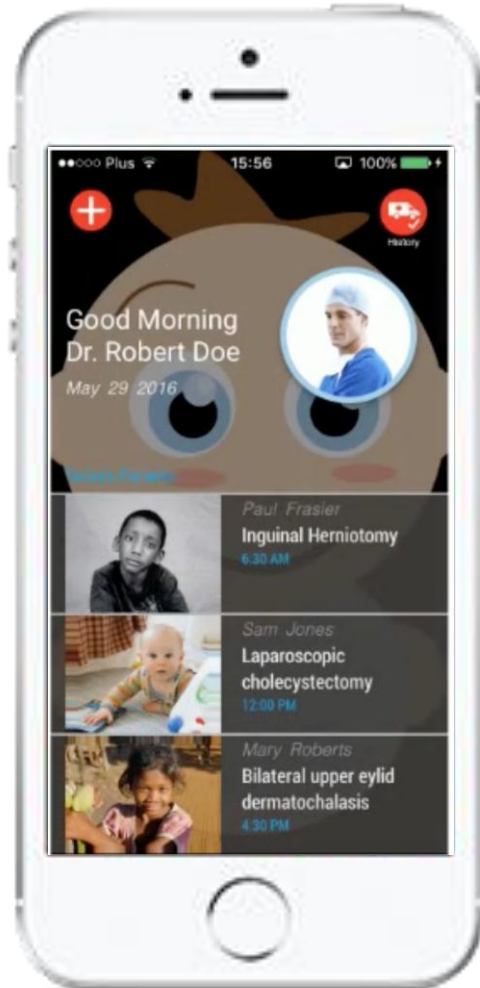 Plus 15:56 100%
History
Good Morning
Dr. Robert Doe
May 29 2016
Paul Frasier
Inguinal Herniotomy
6.30 AM
Sam Jones
Laparoscopic
cholecystectomy
12:00 PM
Mary Roberts
Bilateral upper eylid
dermatochalasis
4:30 PM